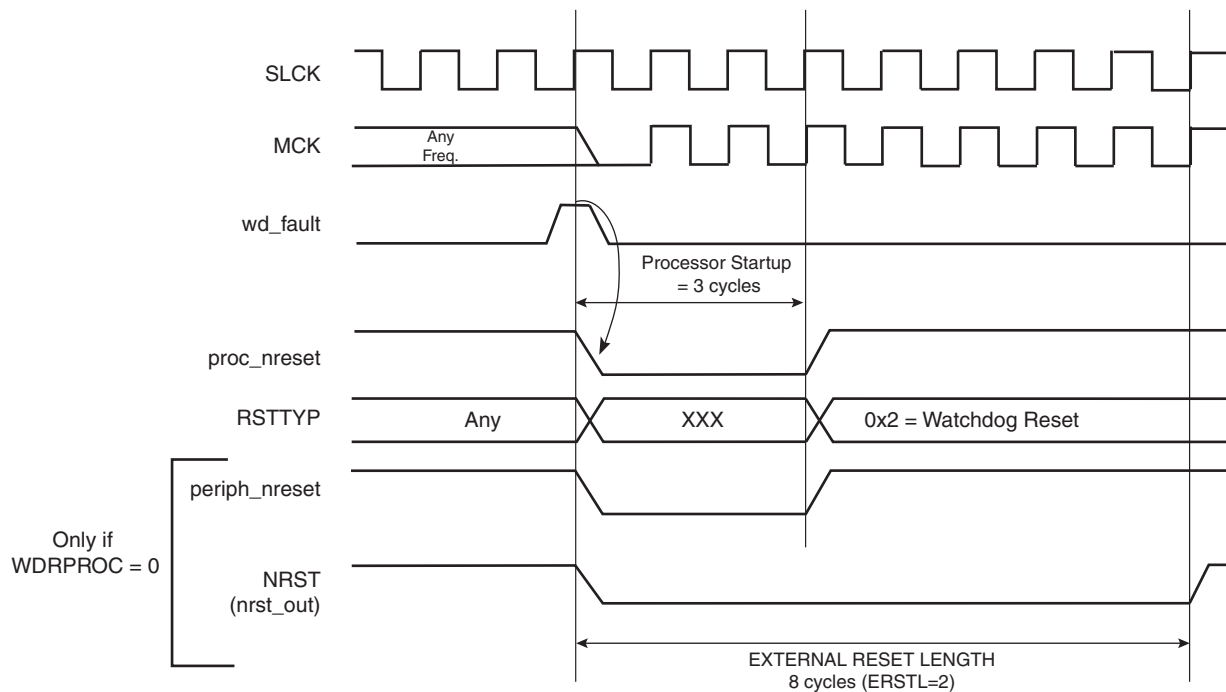 SLCK
MCK
Any
Freq.
wd_fault
Processor Startup
= 3 cycles
proc_nreset
RSTTYP
Any
XXX
0x2 = Watchdog Reset
periph_nreset
Only if
WDRPROC = 0
NRST
(nrst_out)
EXTERNAL RESET LENGTH
8 cycles (ERSTL=2)